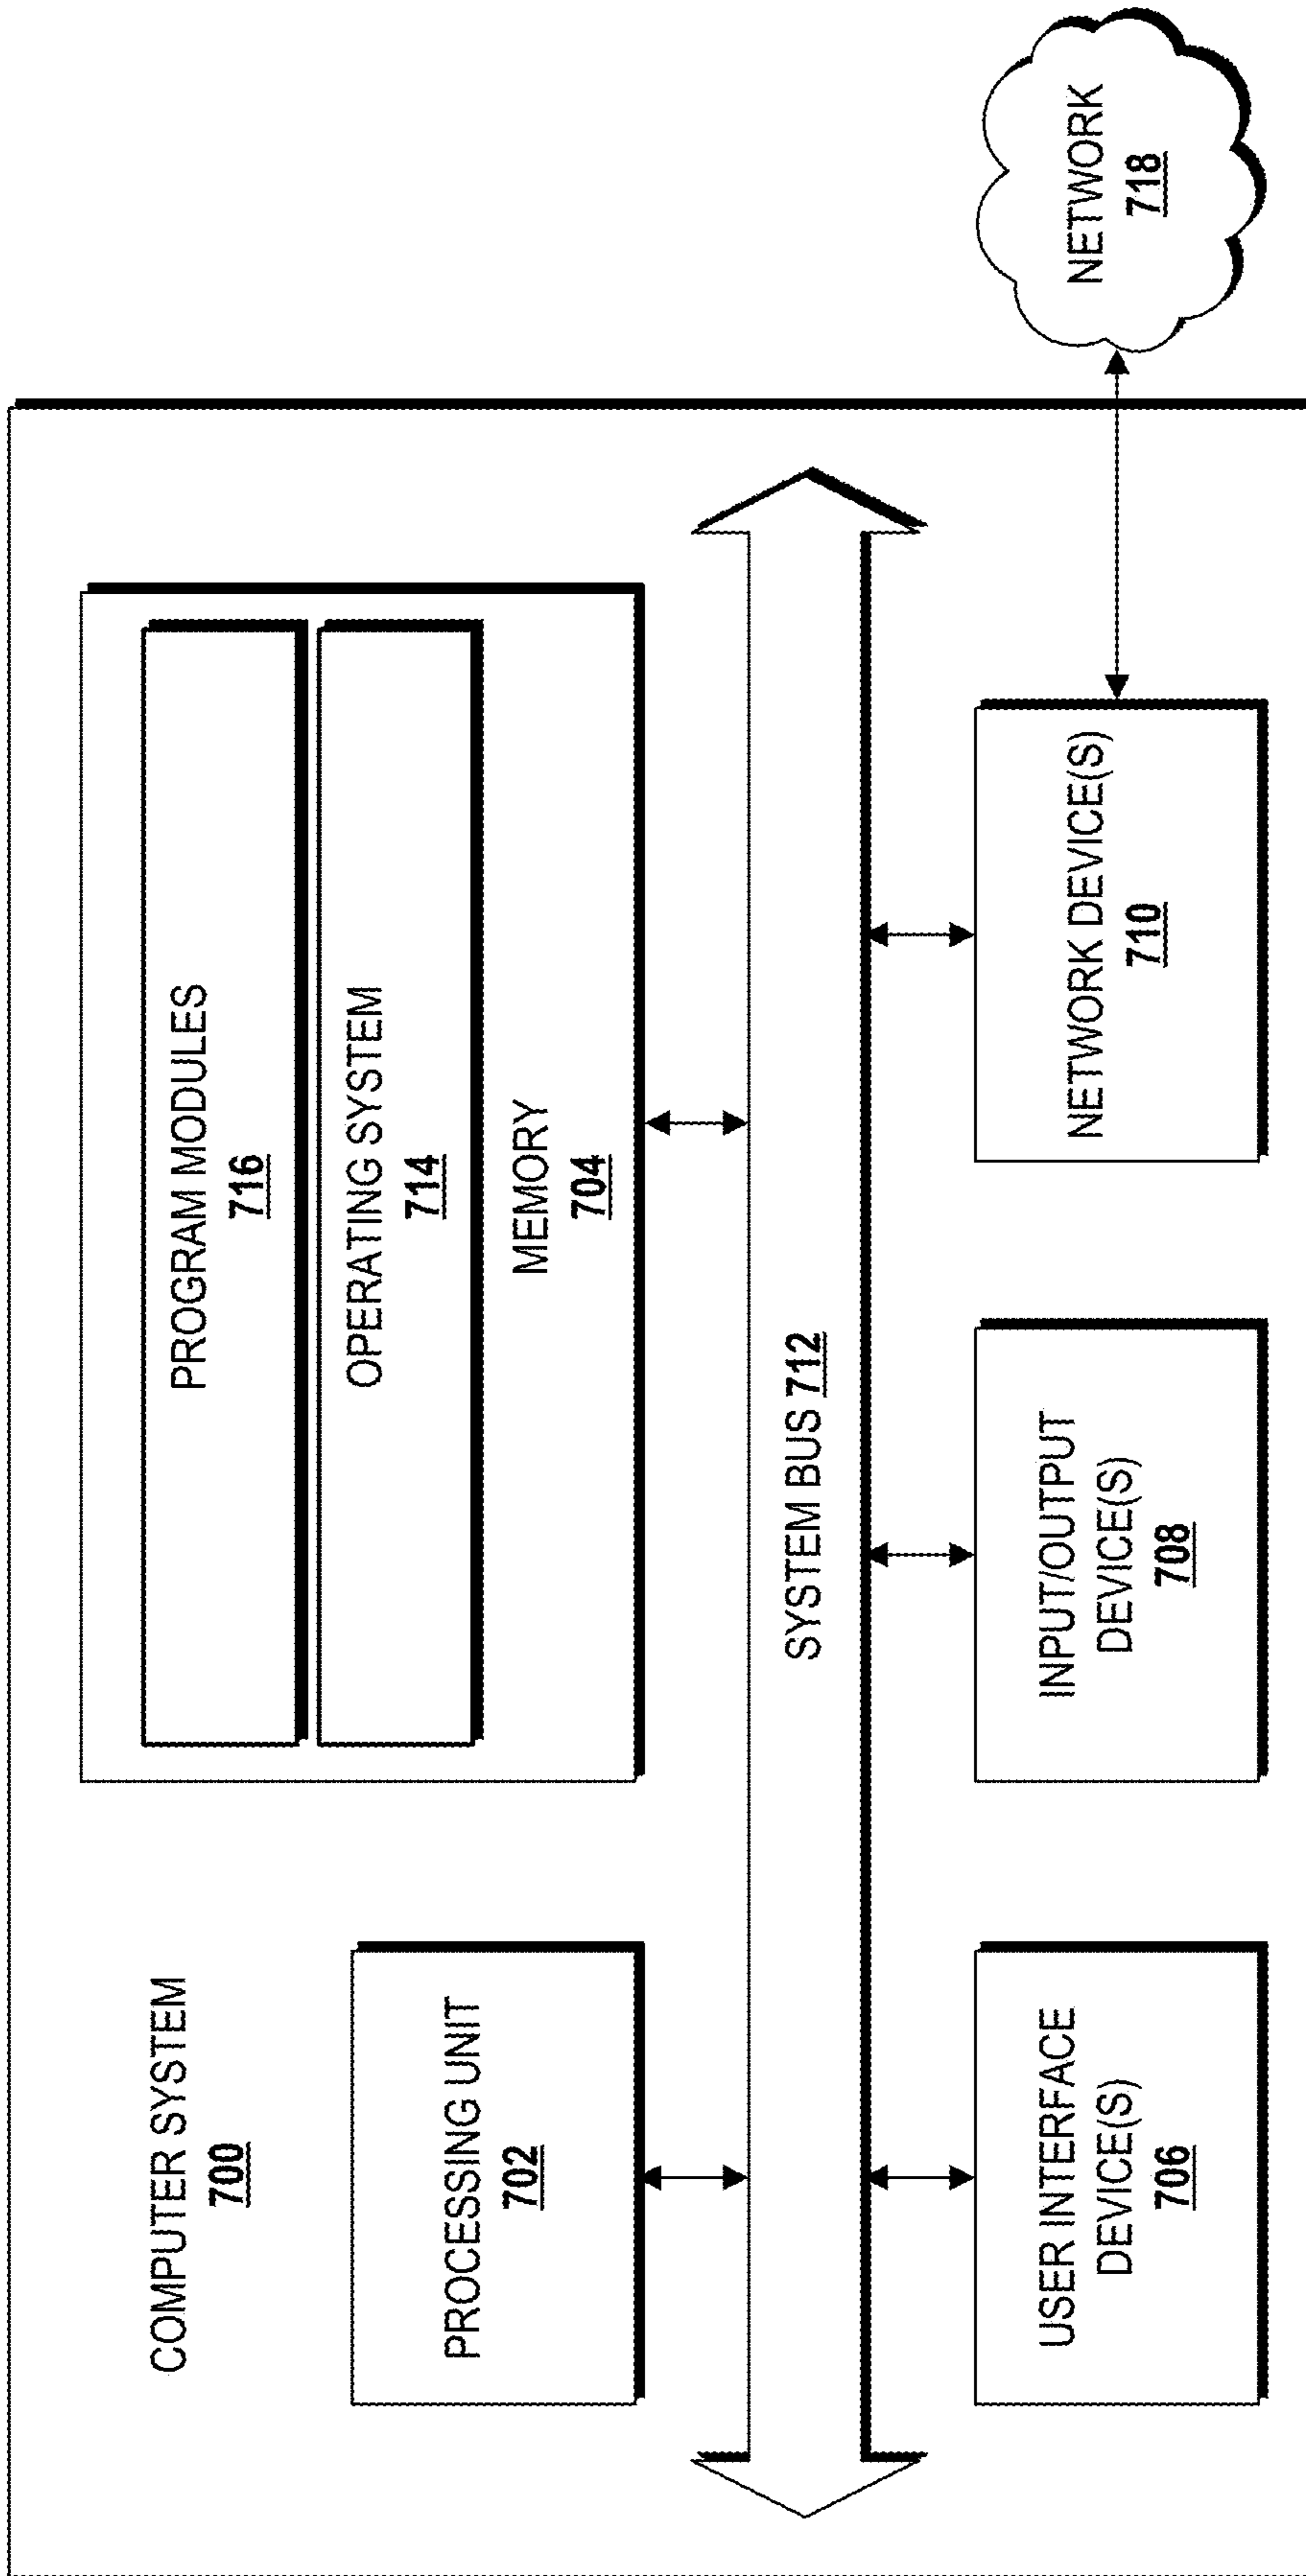 COMPUTER SYSTEM
700
PROCESSING UNIT
702
PROGRAM MODULES
716
OPERATING SYSTEM
714
MEMORY
704
SYSTEM BUS 712
USER INTERFACE
DEVICE(S)
706
INPUT/OUTPUT
DEVICE(S)
708
NETWORK DEVICE(S)
710
NETWORK
718